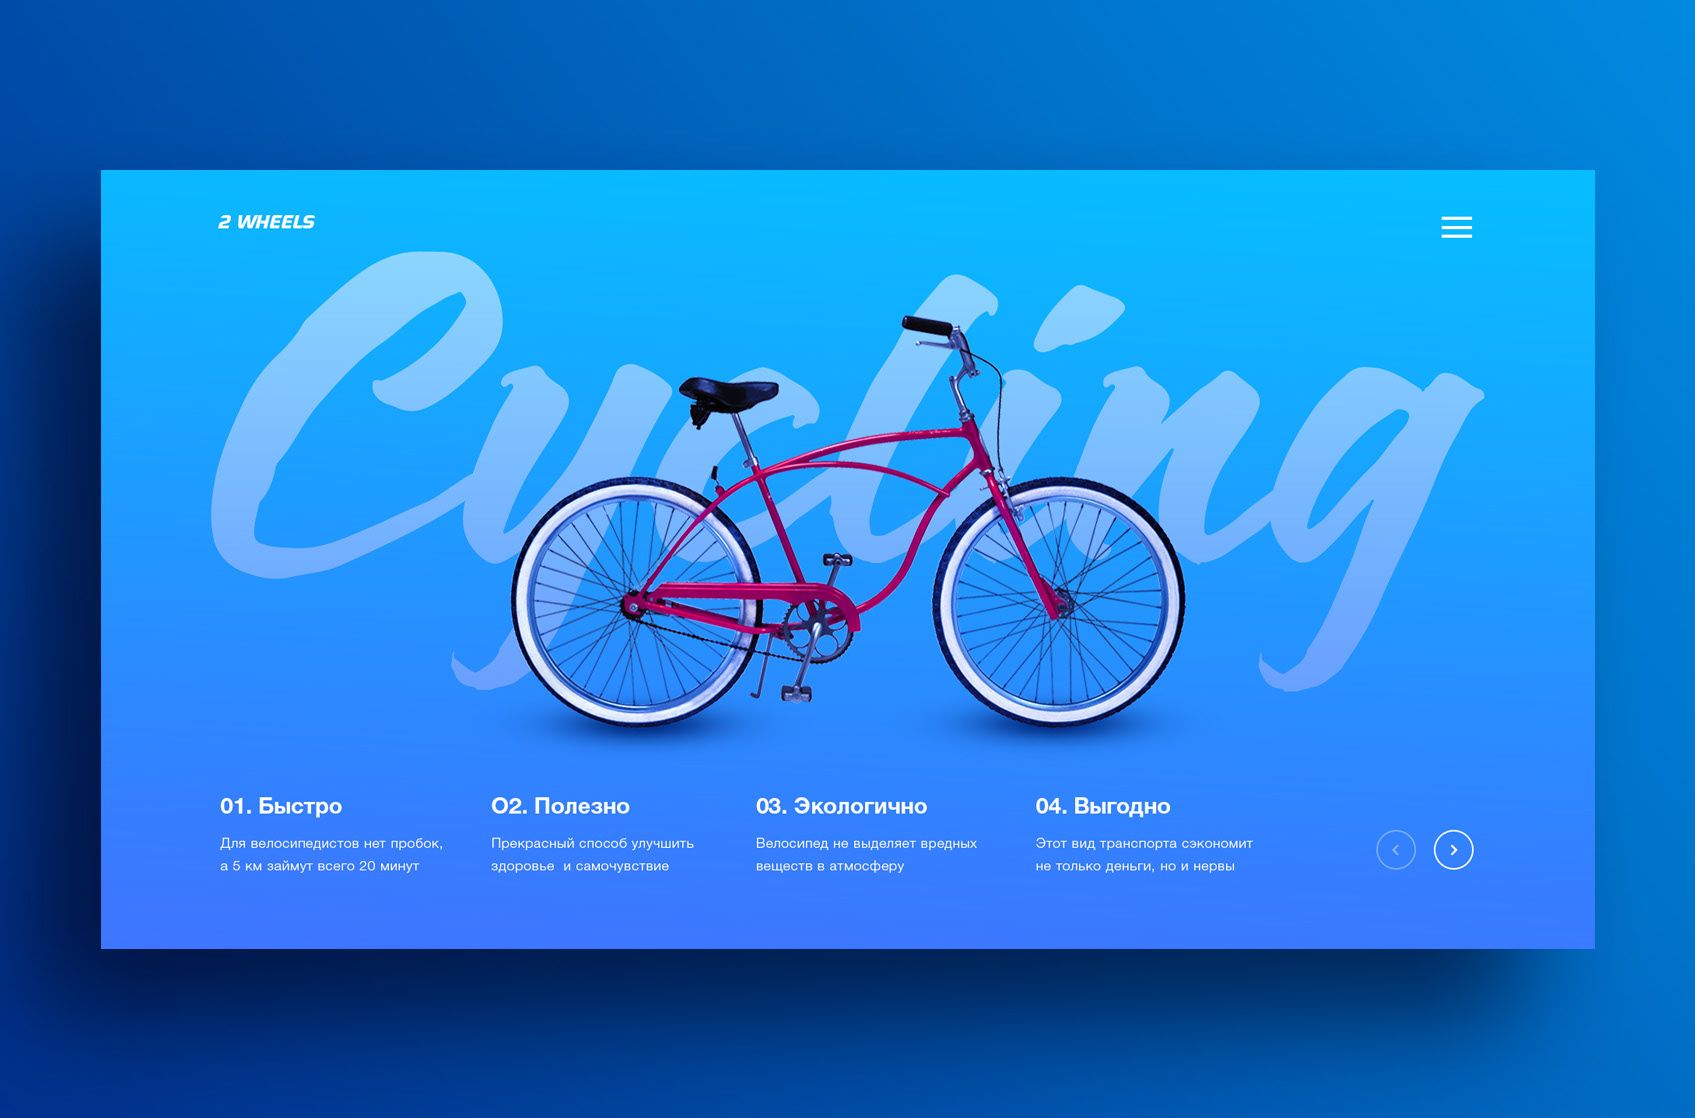 2 WHEELS
Cycling
01. Быстро
Для велосипедистов нет пробок,
а 5 км займут всего 20 минут
O2. Полезно
Прекрасный способ улучшить
здоровье  и самочувствие
03. Экологично
Велосипед не выделяет вредных
веществ в атмосферу
04. Выгодно
Этот вид транспорта сэкономит
не только деньги, но и нервы